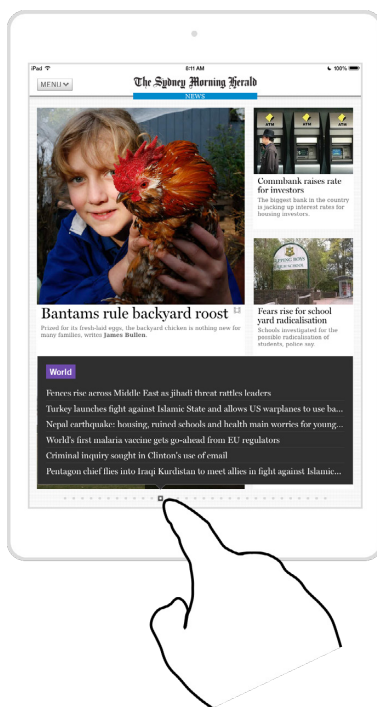 iPad
8:11 AM
100%
MENU
The Sydney Morning Herald
NEWS
ATM
ATM
ATM
Commbank raises rate
for investors
The biggest bank in the country
is jacking up interest rates for
housing investors.
Bantams rule backyard roost
Prized for its fresh-laid eggs, the backyard chicken is nothing new for
many families, writes James Bullen.
EPPING BOYS
HIGH SCHOOL
Fears rise for school
yard radicalisation
Schools investigated for the
possible radicalisation of
students, police say.
World
Fences rise across Middle East as jihadi threat rattles leaders
Turkey launches fight against Islamic State and allows US warplanes to use ba...
Nepal earthquake: housing, ruined schools and health main worries for young...
World's first malaria vaccine gets go-ahead from EU regulators
Criminal inquiry sought in Clinton's use of email
Pentagon chief flies into Iraqi Kurdistan to meet allies in fight against Islamic...